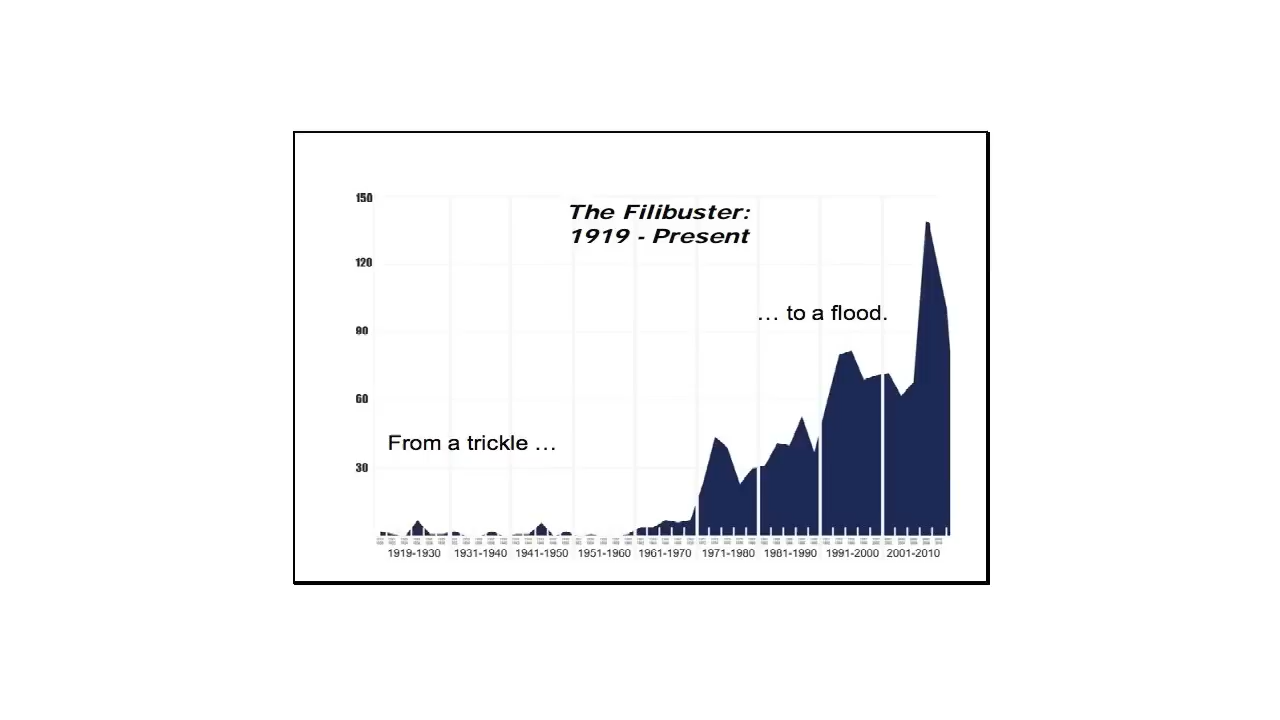 The Filibuster:
1919 - Present
150
120
90
60
30
… to a flood.
From a trickle …
1919-1930 1931-1940 1941-1950 1951-1960 1961-1970 1971-1980 1981-1990 1991-2000 2001-2010